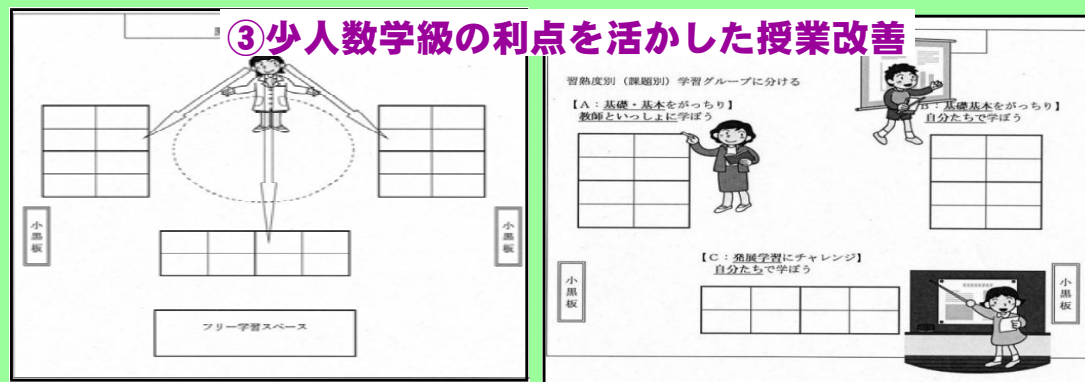 ③少人数学級の利点を活かした授業改善
小黒板
小黒板
フリー学習スペース
習熟度別（課題別）学習グループに分ける
【A：基礎・基本をがっちり】
教師といっしょに学ぼう
B：基礎基本をがっちり】
自分たちで学ぼう
【C：発展学習にチャレンジ】
自分たちで学ぼう
小黒板
小黒板